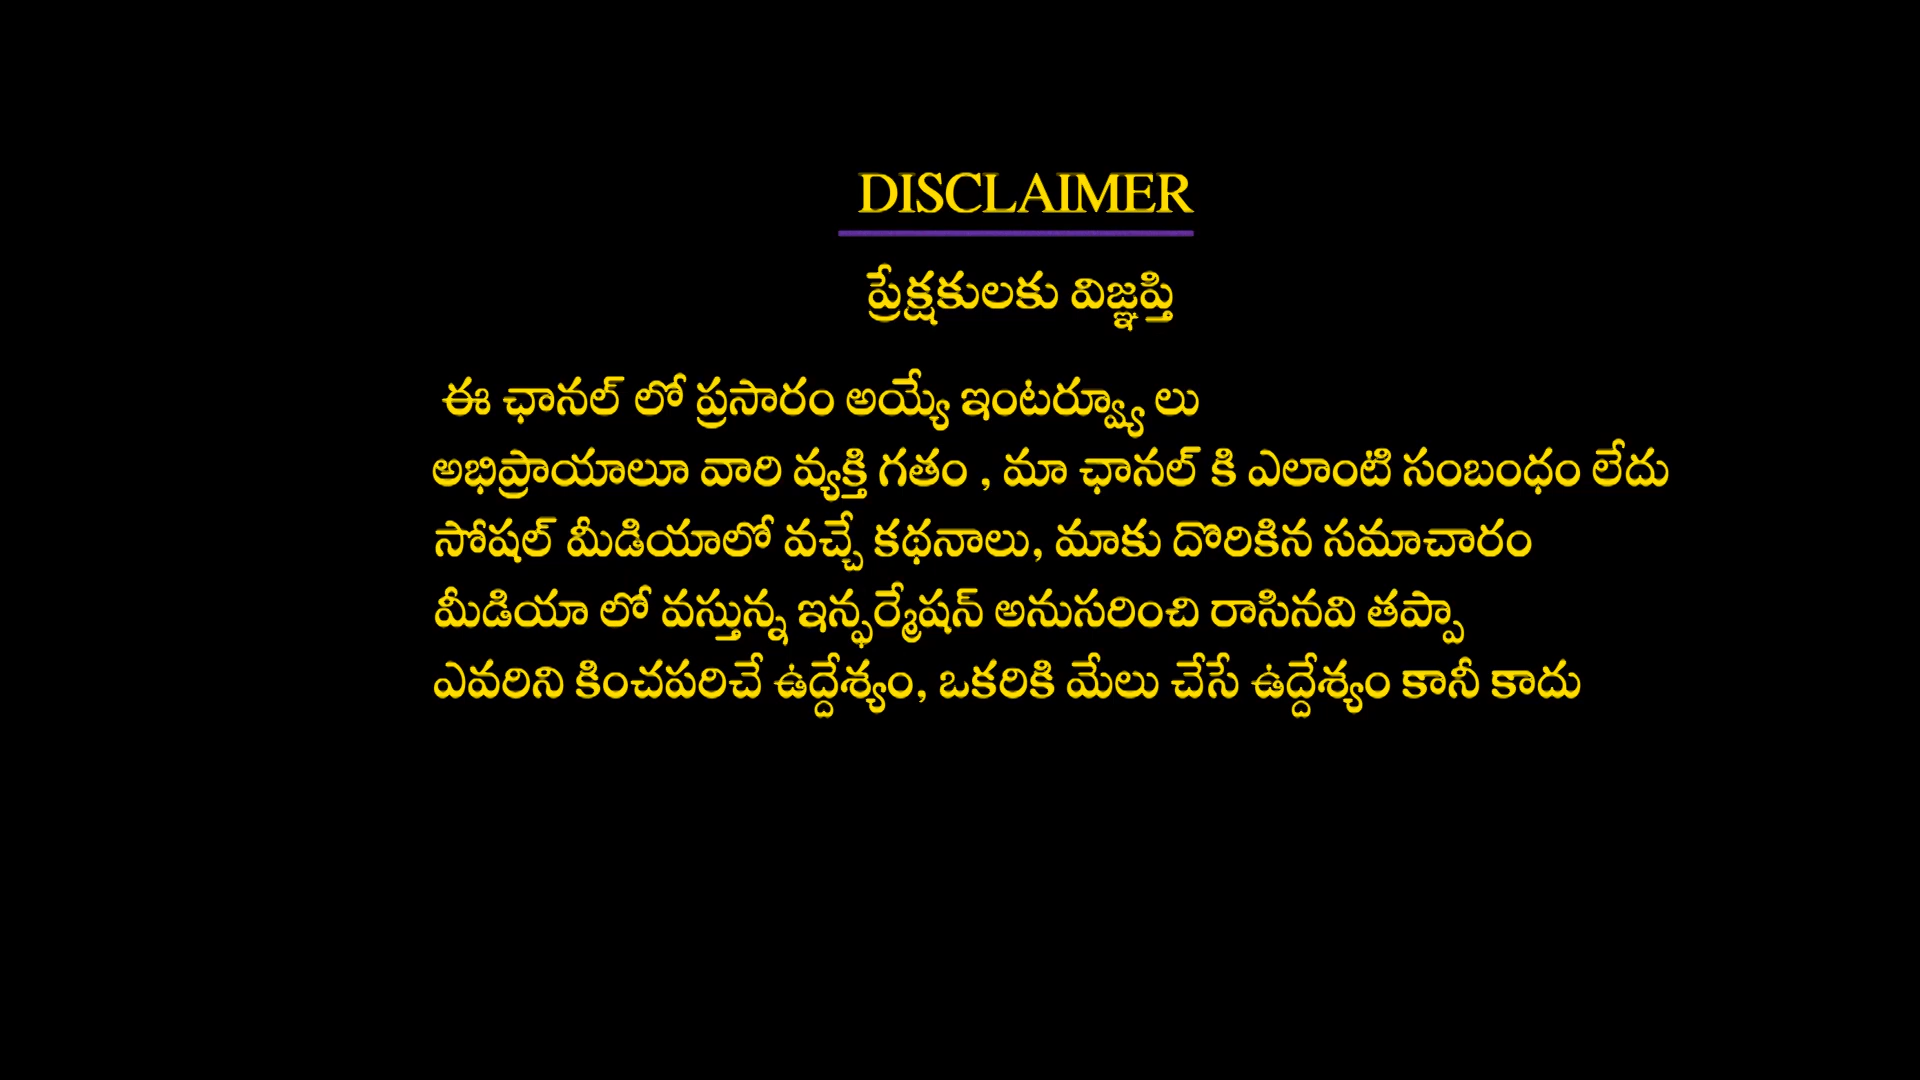 DISCLAIMER
ప్రేక్షకులకు విజ్ఞప్తి
ఈ ఛానల్ లో ప్రసారం అయ్యే ఇంటర్వ్యూ లు
అభిప్రాయాలూ వారి వ్యక్తి గతం , మా ఛానల్ కి ఎలాంటి సంబంధం లేదు
సోషల్ మీడియాలో వచ్చే కథనాలు, మాకు దొరికిన సమాచారం
మీడియా లో వస్తున్న ఇన్ఫర్మేషన్ అనుసరించి రాసినవి తప్పా
ఎవరిని కించపరిచే ఉద్దేశ్యం, ఒకరికి మేలు చేసే ఉద్దేశ్యం కానీ కాదు